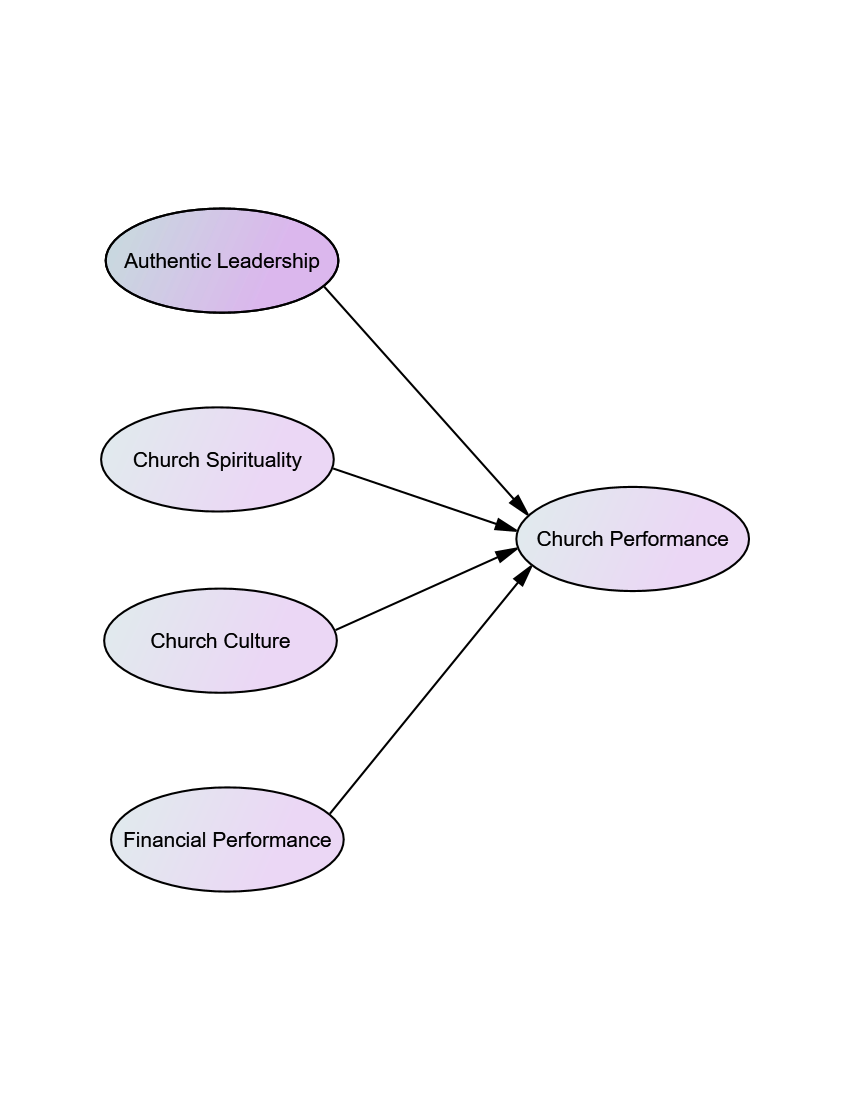 Authentic Leadership
Church Spirituality
Church Performance
Church Culture
Financial Performance